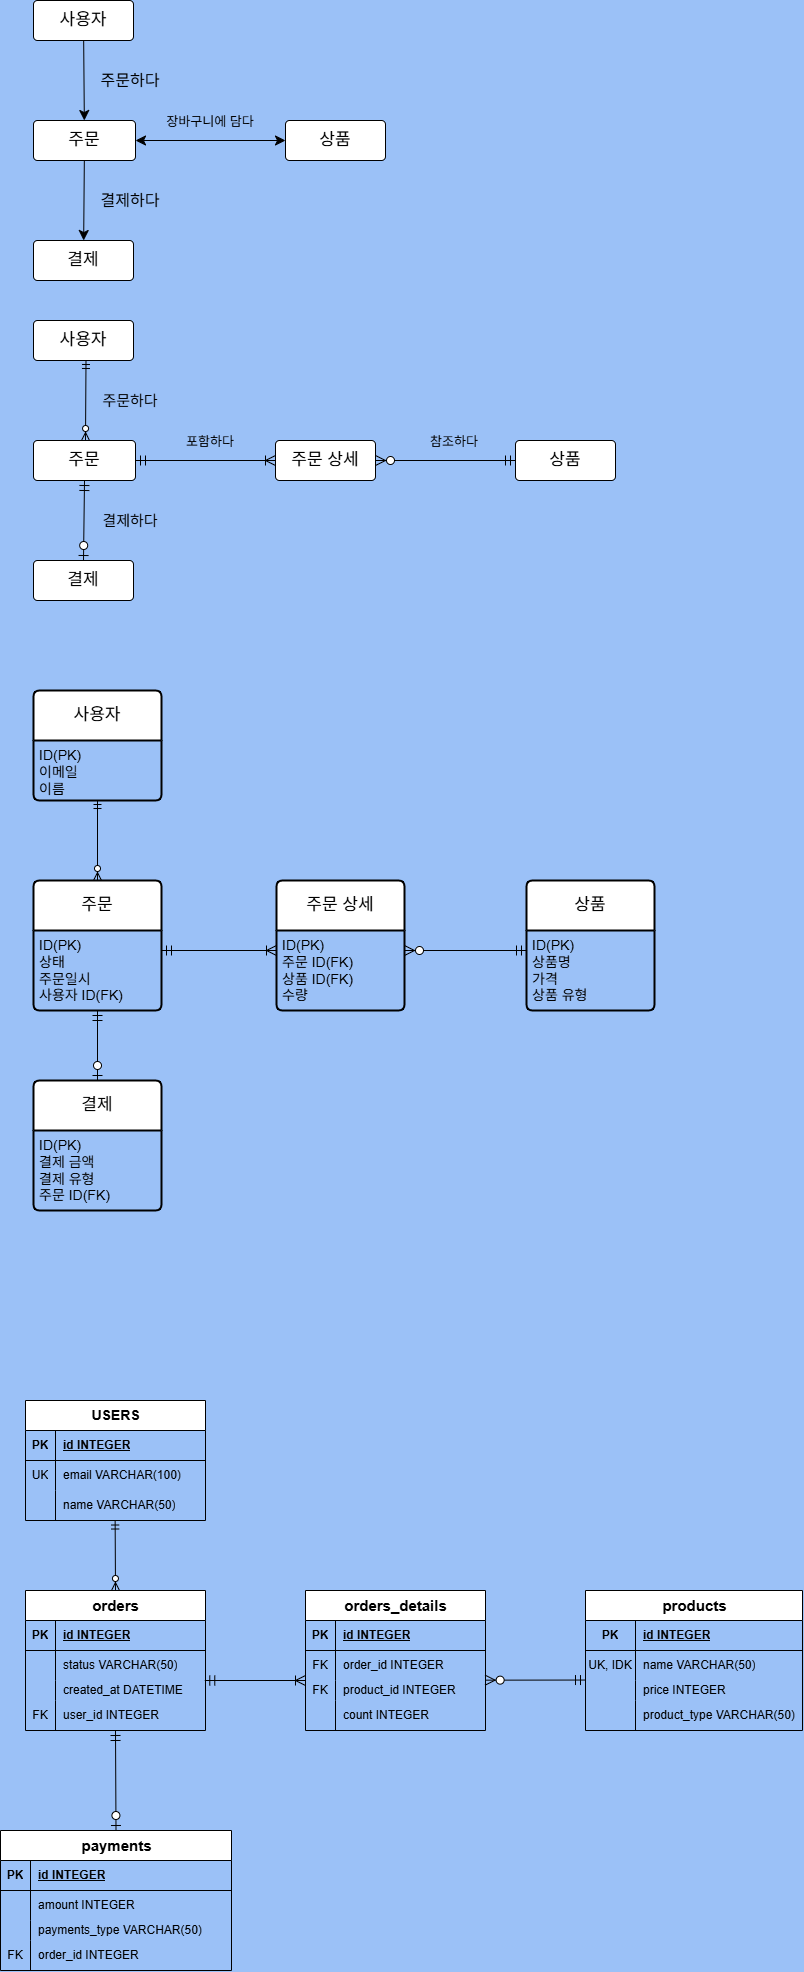 사용자
주문하다
장바구니에 담다
주문
상품
결제하다
결제
사용자
주문하다
포함하다
참조하다
주문
주문 상세
상품
결제하다
결제
사용자
ID(PK)
이메일
이름
주문
ID(PK)
상태
주문일시
사용자 ID(FK)
주문 상세
ID(PK)
주문 ID(FK)
상품 ID(FK)
수량
상품
ID(PK)
상품명
가격
상품 유형
결제
ID(PK)
결제 금액
결제 유형
주문 ID(FK)
USERS
PK id INTEGER
UK email VARCHAR(100)
name VARCHAR(50)
orders
PK id INTEGER
status VARCHAR(50)
created_at DATETIME
FK user_id INTEGER
orders_details
PK id INTEGER
FK order_id INTEGER
FK product_id INTEGER
count INTEGER
products
PK id INTEGER
UK, IDK name VARCHAR(50)
price INTEGER
product_type VARCHAR(50)
payments
PK id INTEGER
amount INTEGER
payments_type VARCHAR(50)
FK order_id INTEGER